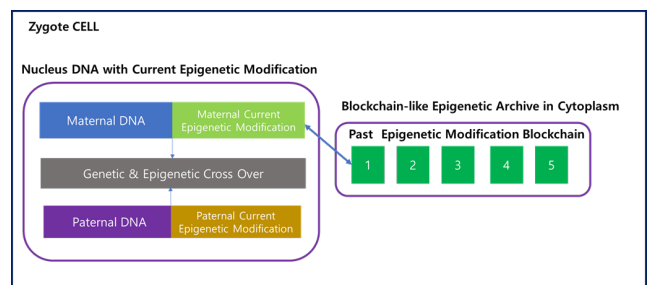 Zygote CELL
Nucleus DNA with Current Epigenetic Modification
Maternal DNA
Maternal Current
Epigenetic Modification
Genetic & Epigenetic Cross Over
Paternal DNA
Paternal Current
Epigenetic Modification
Blockchain-like Epigenetic Archive in Cytoplasm
Past Epigenetic Modification Blockchain
1 2 3 4 5